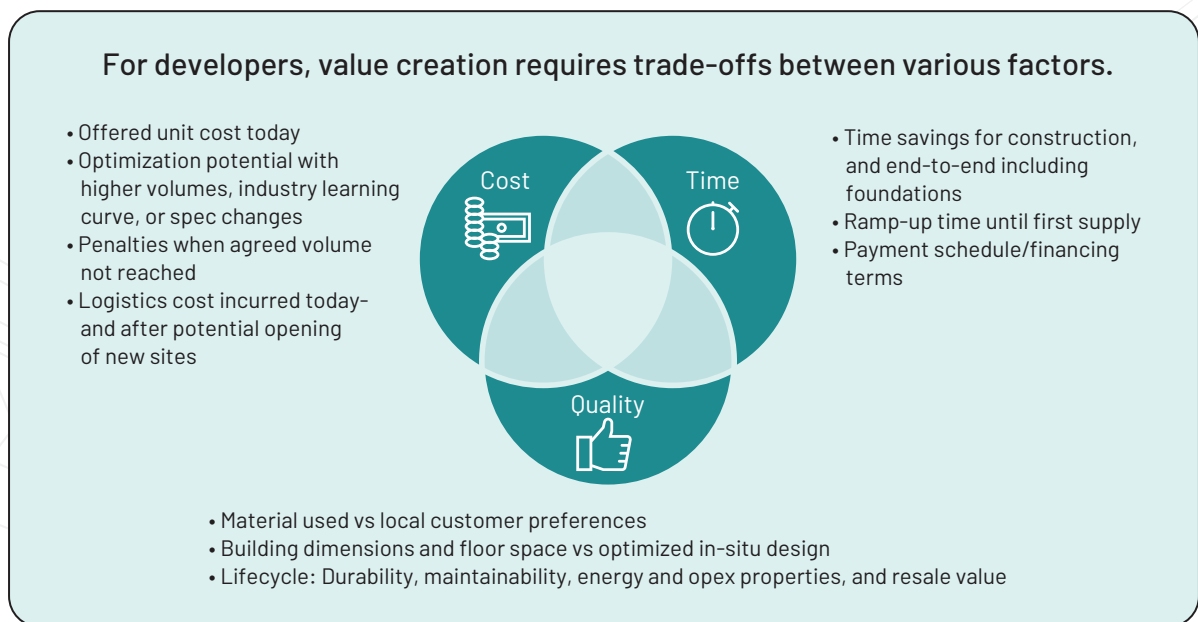 For developers, value creation requires trade-offs between various factors.
• Offered unit cost today
• Optimization potential with
higher volumes, industry learning
curve, or spec changes
• Penalties when agreed volume
not reached
• Logistics cost incurred today-
and after potential opening
of new sites
Cost
Time
Quality
• Time savings for construction,
and end-to-end including
foundations
• Ramp-up time until first supply
• Payment schedule/financing
terms
• Material used vs local customer preferences
• Building dimensions and floor space vs optimized in-situ design
• Lifecycle: Durability, maintainability, energy and opex properties, and resale value